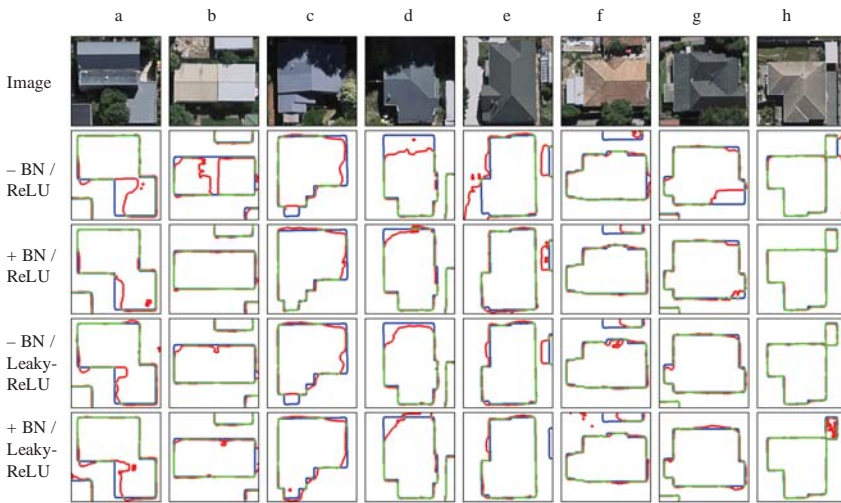 a b c d e f g h
Image
– BN /
ReLU
+ BN /
ReLU
– BN /
Leaky-
ReLU
+ BN /
Leaky-
ReLU